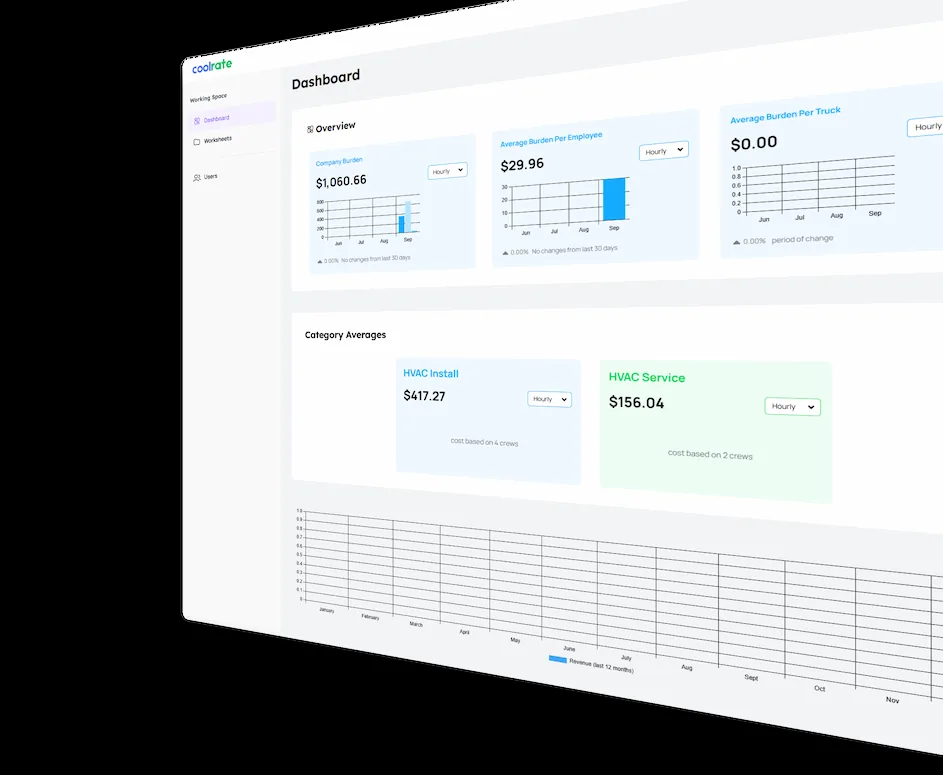 coolrate
Working Space
Dashboard
Worksheets
Users
Dashboard
Overview
Company Burden
$1,060.66
Hourly
800
600
400
200
0
Jun Jul Aug Sep
0.00% No changes from last 30 days
Average Burden Per Employee
$29.96
Hourly
30
20
10
0
Jun Jul Aug Sep
0.00% No changes from last 30 days
Average Burden Per Truck
$0.00
Hourly
1.0
0.8
0.6
0.4
0.2
0
Jun Jul Aug Sep
0.00% period of change
Category Averages
HVAC Install
$417.27
Hourly
cost based on 4 crews
HVAC Service
$156.04
Hourly
cost based on 2 crews
1.0
0.9
0.8
0.7
0.6
0.5
0.4
0.3
0.2
0.1
0
January February March April May June July Aug Sept Oct Nov
Revenue (last 12 months)